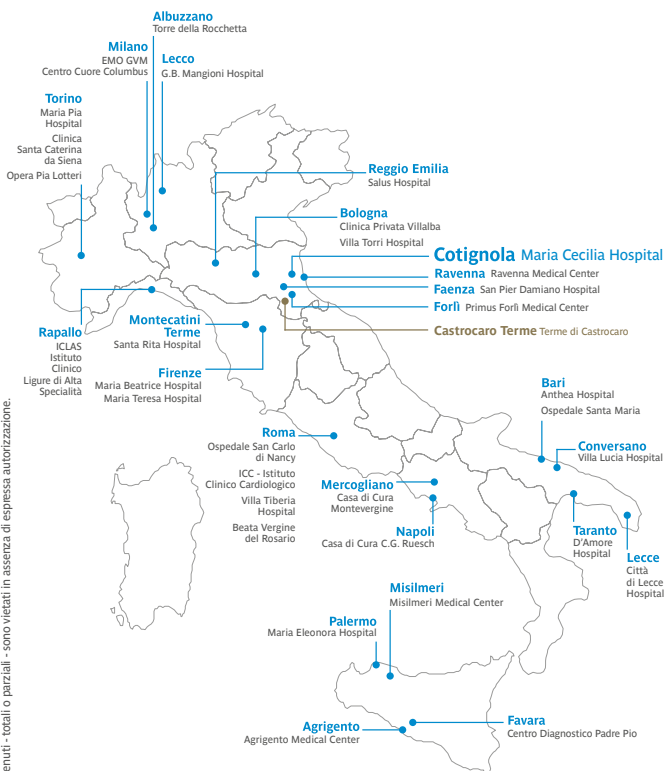 Albuzzano
Torre della Rocchetta
Milano
EMO GVM
Centro Cuore Columbus
Lecco
G.B. Mangioni Hospital
Torino
Maria Pia
Hospital
Clinica
Santa Caterina
da Siena
Opera Pia Lotteri
Reggio Emilia
Salus Hospital
Bologna
Clinica Privata Villalba
Villa Torri Hospital
Cotignola Maria Cecilia Hospital
Ravenna Ravenna Medical Center
Faenza San Pier Damiano Hospital
Forlì Primus Forlì Medical Center
Castrocaro Terme Terme di Castrocaro
Rapallo
ICLAS
Istituto
Clinico
Ligure di Alta
Specialità
Montecatini
Terme
Santa Rita Hospital
Firenze
Maria Beatrice Hospital
Maria Teresa Hospital
Roma
Ospedale San Carlo
di Nancy
ICC - Istituto
Clinico Cardiologico
Villa Tiberia
Hospital
Beata Vergine
del Rosario
Mercogliano
Casa di Cura
Montevergine
Napoli
Casa di Cura C.G. Ruesch
Bari
Anthea Hospital
Ospedale Santa Maria
Conversano
Villa Lucia Hospital
Taranto
D'Amore
Hospital
Lecce
Città
di Lecce
Hospital
Misilmeri
Misilmeri Medical Center
Palermo
Maria Eleonora Hospital
Agrigento
Agrigento Medical Center
Favara
Centro Diagnostico Padre Pio
enuti - totali o parziali - sono vietati in assenza di espressa autorizzazione.